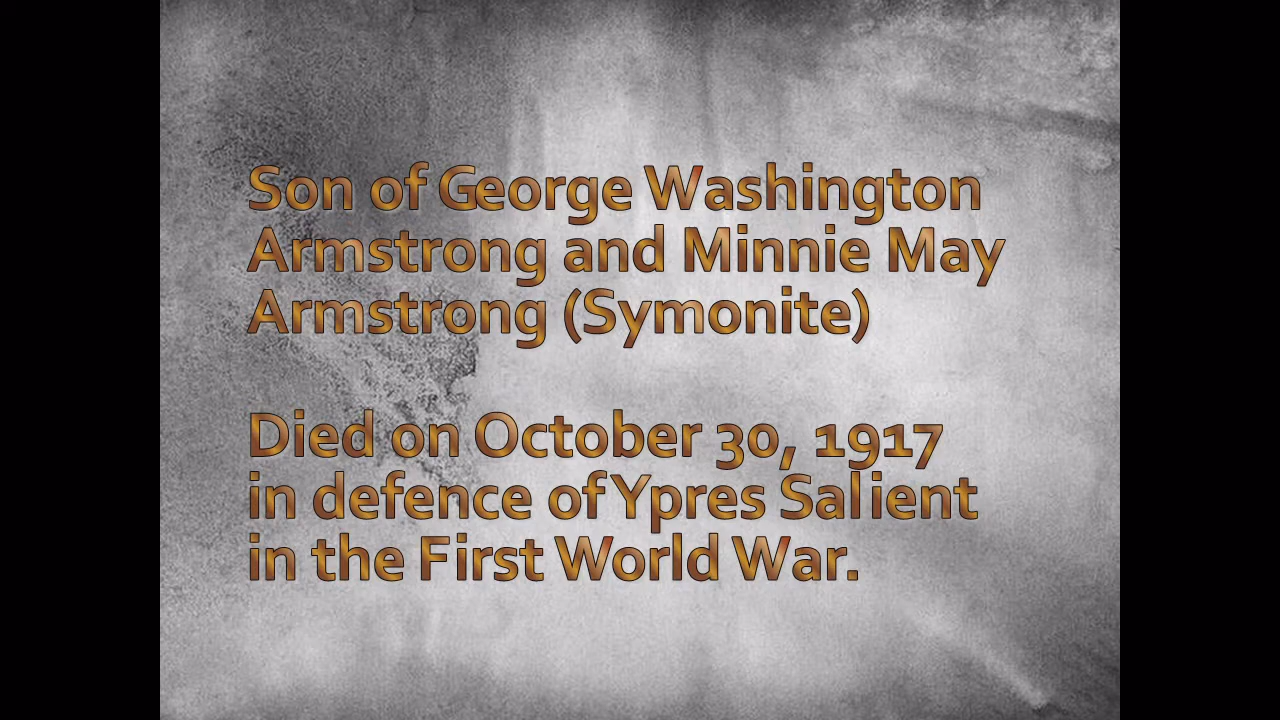 Son of George Washington
Armstrong and Minnie May
Armstrong (Symonite)
Died on October 30, 1917
in defence of Ypres Salient
in the First World War.